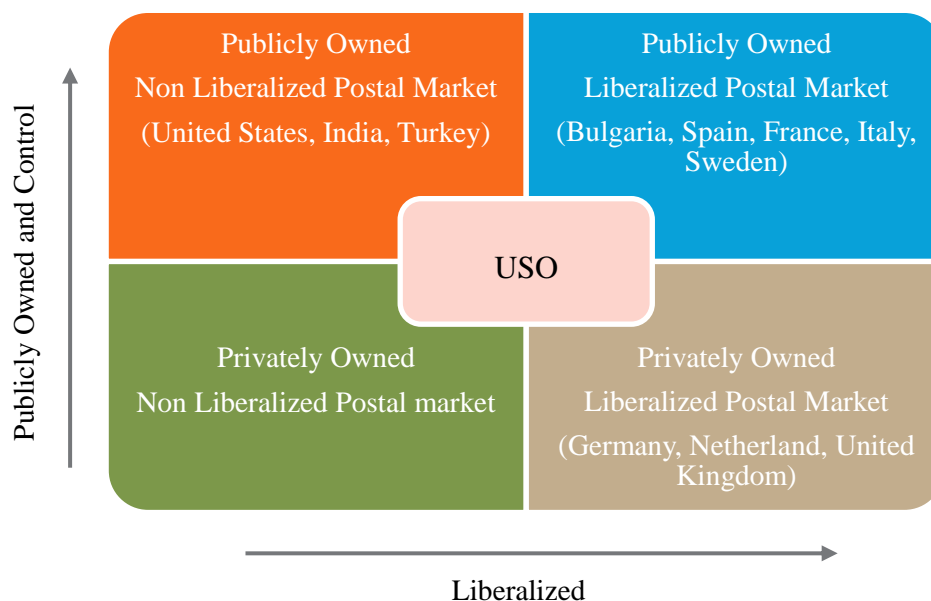 Publicly Owned
Non Liberalized Postal Market
(United States, India, Turkey)
Publicly Owned
Liberalized Postal Market
(Bulgaria, Spain, France, Italy,
Sweden)
Publicly Owned and Control
USO
Privately Owned
Non Liberalized Postal market
Privately Owned
Liberalized Postal Market
(Germany, Netherland, United
Kingdom)
Liberalized